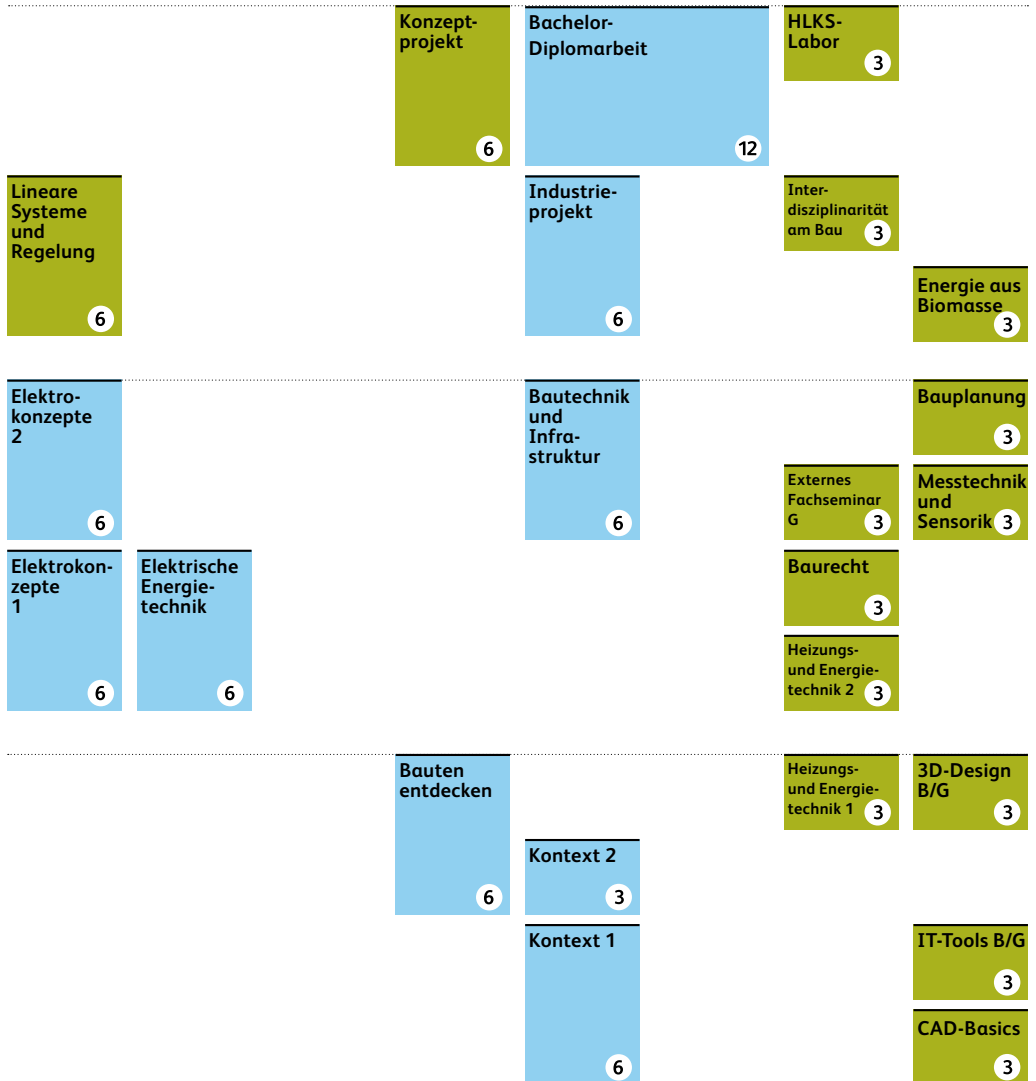 Konzept-
projekt
6
Bachelor-
Diplomarbeit
12
HLKS-
Labor
3
Lineare
Systeme
und
Regelung
6
Industrie-
projekt
6
Inter-
disziplinarität
am Bau
3
Energie aus
Biomasse
3
Elektro-
konzepte
2
6
Bautechnik
und
Infra-
struktur
6
Bauplanung
3
Externes
Fachseminar
G
3
Messtechnik
und
Sensorik
3
Elektrokon-
zepte
1
6
Elektrische
Energie-
technik
6
Baurecht
3
Heizungs-
und Energie-
technik 2
3
Bauten
entdecken
6
Heizungs-
und Energie-
technik 1
3
3D-Design
B/G
3
Kontext 2
3
Kontext 1
6
IT-Tools B/G
3
CAD-Basics
3